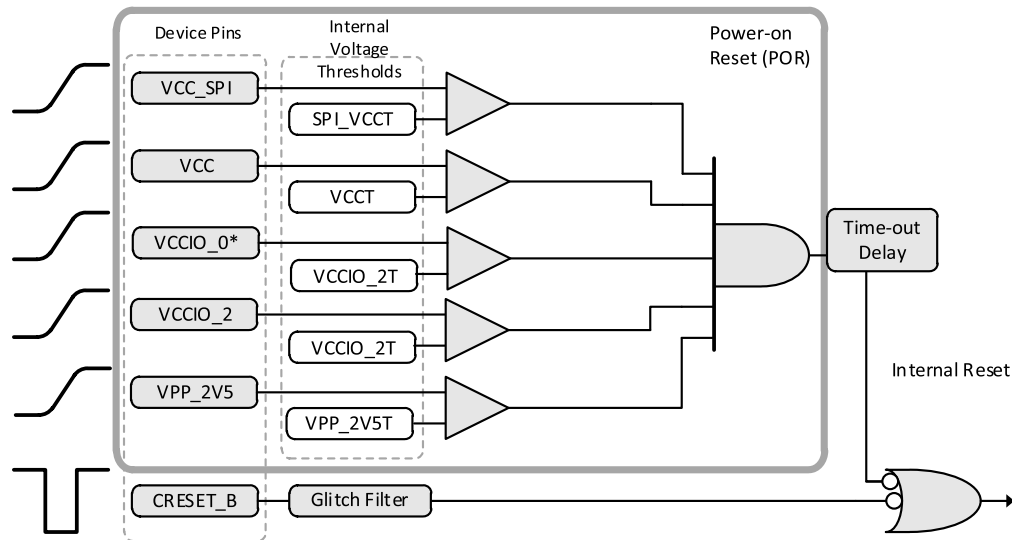 Device Pins
Internal
Voltage
Thresholds
Power-on
Reset (POR)
VCC_SPI
SPI_VCCT
VCC
VCCT
VCCIO_0*
VCCIO_2T
VCCIO_2
VCCIO_2T
VPP_2V5
VPP_2V5T
Time-out
Delay
Internal Reset
CRESET_B
Glitch Filter